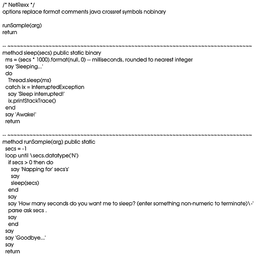 /* NetRexx */
options replace format comments java crossref symbols nobinary

runSample(arg)
return

-- =============================================================================
method sleep(secs) public static binary
  ms = (secs * 1000).format(null, 0) -- milliseconds, rounded to nearest integer
  say 'Sleeping...'
  do
    Thread.sleep(ms)
  catch ix = InterruptedException
    say 'Sleep interrupted!'
    ix.printStackTrace()
  end
  say 'Awake!'
  return

-- =============================================================================
method runSample(arg) public static
  secs = -1
  loop until \secs.datatype('N')
    if secs > 0 then do
      say 'Napping for' secs's'
      say
      sleep(secs)
    end
    say
    say 'How many seconds do you want me to sleep? (enter something non-numeric to terminate)\-'
    parse ask secs .
    say
  end
  say
  say 'Goodbye...'
  say
  return